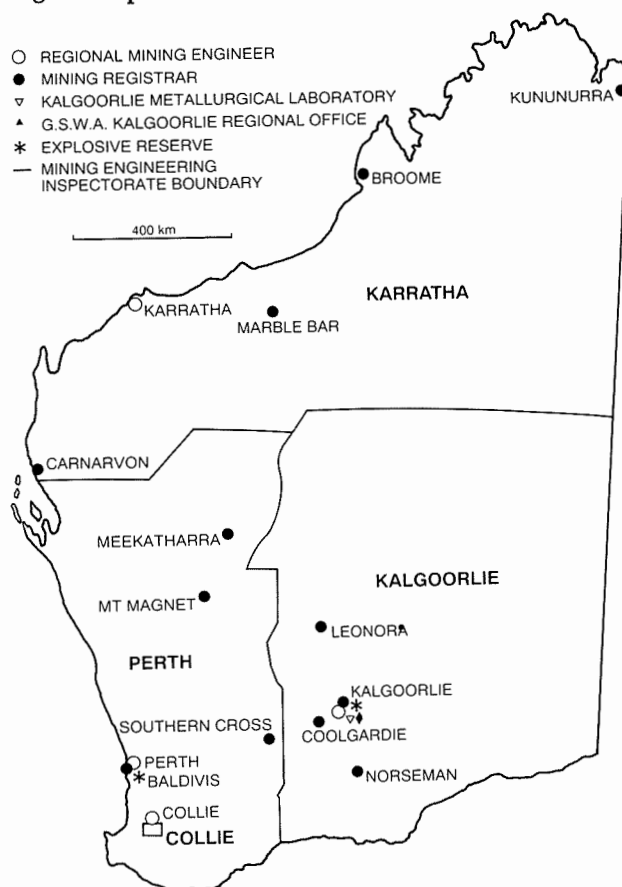 REGIONAL MINING ENGINEER
MINING REGISTRAR
KALGOORLIE METALLURGICAL LABORATORY
G.S.W.A. KALGOORLIE REGIONAL OFFICE
EXPLOSIVE RESERVE
MINING ENGINEERING
INSPECTORATE BOUNDARY
400 km
KUNUNURRA
BROOME
KARRATHA
KARRATHA
MARBLE BAR
CARNARVON
MEEKATHARRA
KALGOORLIE
MT MAGNET
LEONORA
PERTH
KALGOORLIE
SOUTHERN CROSS
COOLGARDIE
PERTH
NORSEMAN
BALDIVIS
COLLIE
COLLIE